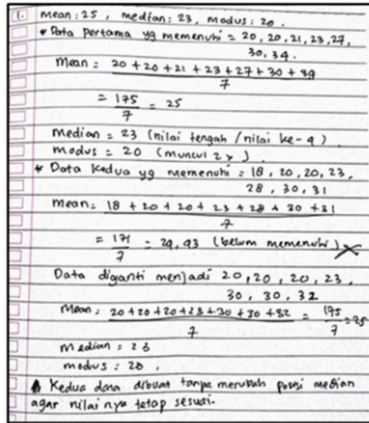 1. mean : 25 , median : 23, modus : 20 .
* Data pertama yg memenuhi = 20, 20, 21, 23, 27,
30, 34.
Mean = 20 + 20 + 21 + 23 + 27 + 30 + 34
7
= 175 = 25
7
Median = 23 (nilai tengah / nilai ke-4)
modus = 20 (muncul 2x)
* Data kedua yg memenuhi = 18, 20, 20, 23,
28, 30, 31
Mean = 18 + 20 + 20 + 23 + 28 + 30 + 31
7
= 171 = 24,43 (belum memenuhi) X
7
Data diganti menjadi 20, 20, 20, 23,
30, 30, 32
Mean = 20 + 20 + 20 + 23 + 30 + 30 + 32 = 175 = 25
7 7
Median = 23
modus = 20 .
Kedua data dibuat tanpa merubah posisi median
agar nilai nya tetap sesuai.